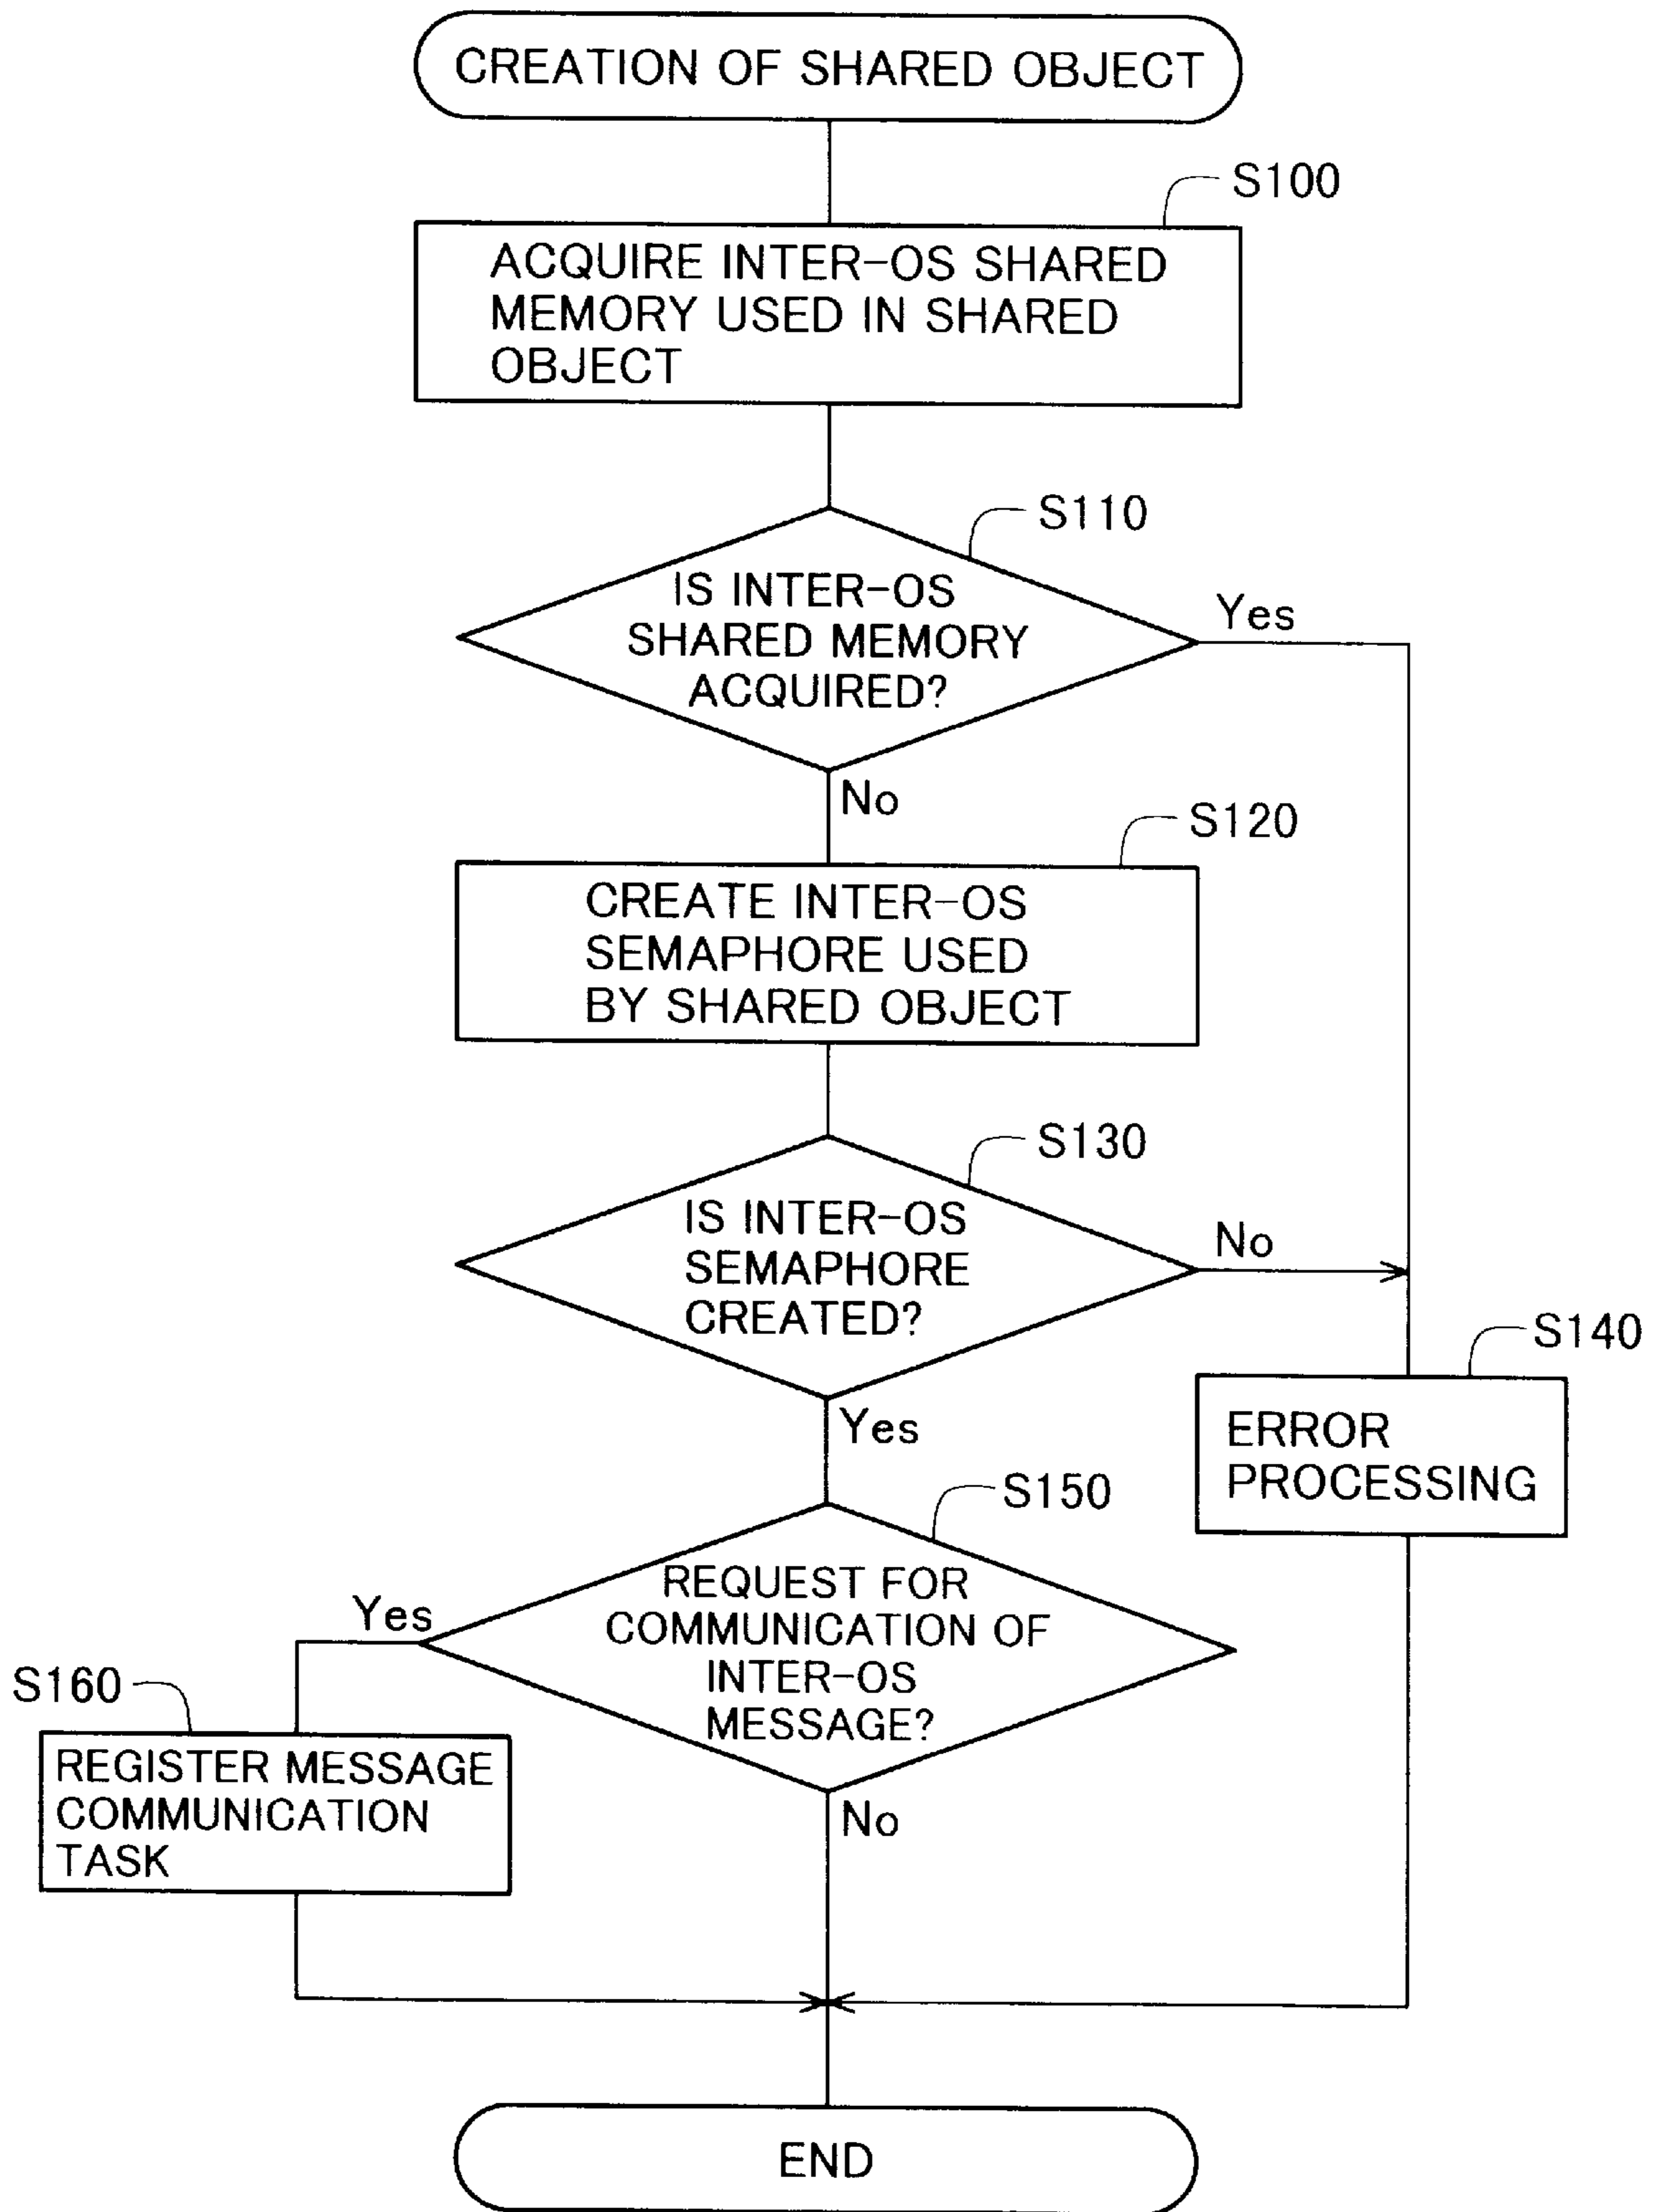 CREATION OF SHARED OBJECT
S100
ACQUIRE INTER-OS SHARED
MEMORY USED IN SHARED
OBJECT
S110
IS INTER-OS
SHARED MEMORY
ACQUIRED?
Yes
No
S120
CREATE INTER-OS
SEMAPHORE USED
BY SHARED OBJECT
S130
IS INTER-OS
SEMAPHORE
CREATED?
No
Yes
S140
ERROR
PROCESSING
S150
REQUEST FOR
COMMUNICATION OF
INTER-OS
MESSAGE?
Yes
No
S160
REGISTER MESSAGE
COMMUNICATION
TASK
END